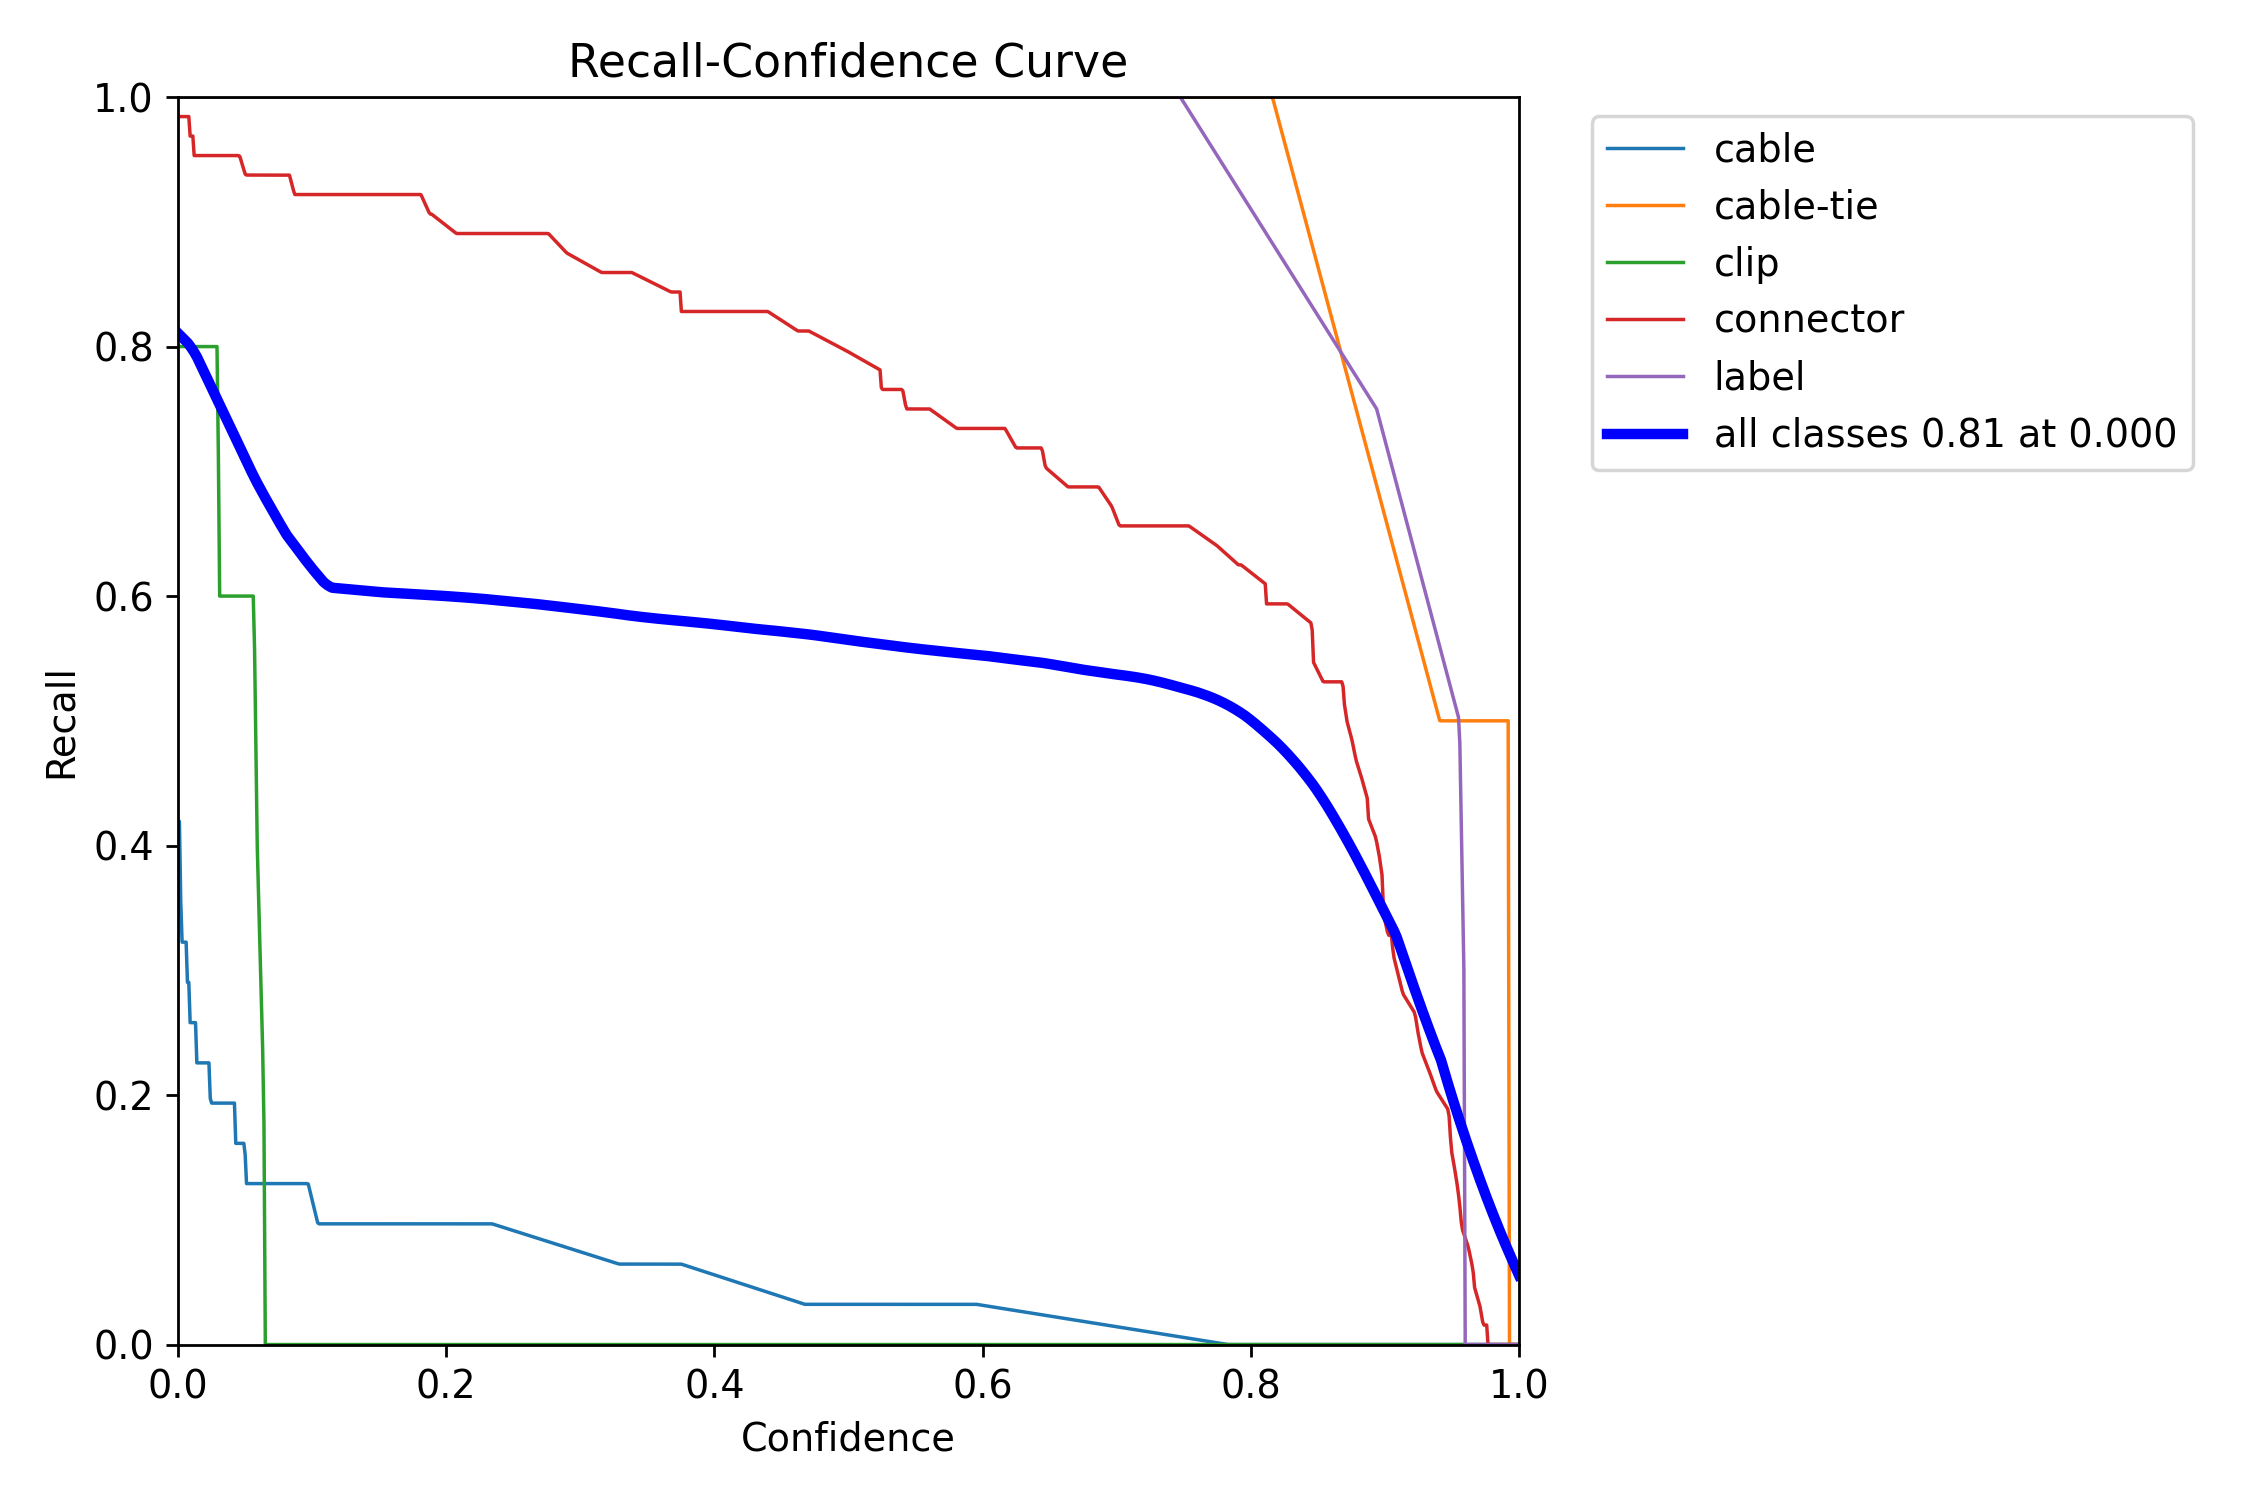 Recall-Confidence Curve
1.0
0.8
0.6
0.4
0.2
0.0
Recall
0.0 0.2 0.4 0.6 0.8 1.0
Confidence
cable
cable-tie
clip
connector
label
all classes 0.81 at 0.000